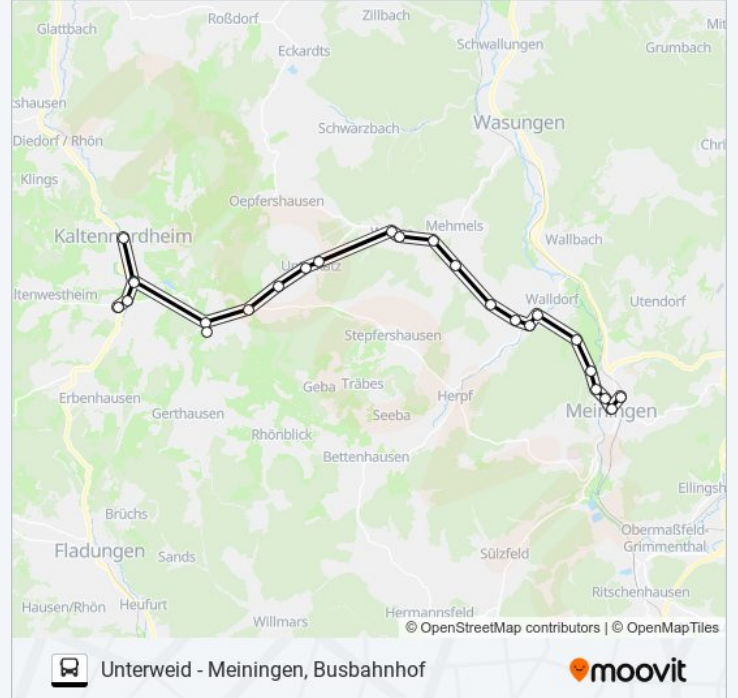 Glattbach
Roßdorf
Zillbach
Mit
Eckardts
Schwallungen
Grumbach
tshausen
Schwarzbach
Wasungen
Diedorf / Rhön
Chri
Klings
Oepfershausen
Kaltennordheim
Mehmels
Wallbach
ltenwestheim
Walldorf
Utendorf
Stepfershausen
Geba
Träbes
Erbenhausen
Herpf
Gerthausen
Seeba
Meiningen
Rhönblick
Bettenhausen
Ellingsh
Brüchs
Fladungen
Sands
Sülzfeld
Obermaßfeld-
Grimmenthal
Ritschenhausen
Hausen/Rhön
Heufurt
Willmars
Hermannsfeld
© OpenStreetMap contributors | © OpenMapTiles
Unterweid - Meiningen, Busbahnhof
moovit